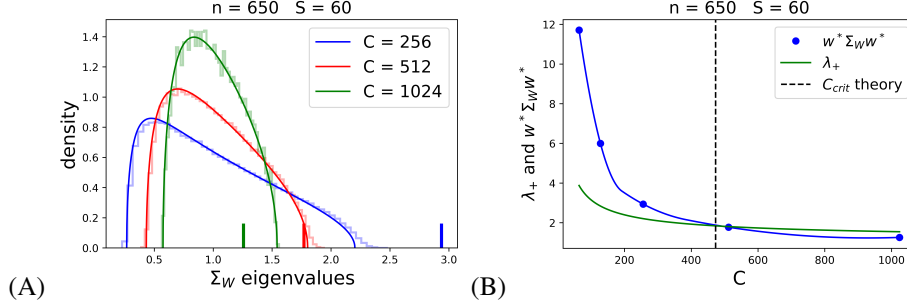 n = 650 S = 60
density
1.4
1.2
1.0
0.8
0.6
0.4
0.2
0.0
C = 256
C = 512
C = 1024
0.5 1.0 1.5 2.0 2.5 3.0
Σ_W eigenvalues
(A)
n = 650 S = 60
λ₊ and w*Σ_W w*
12
10
8
6
4
2
w*Σ_W w*
λ₊
C_crit theory
200 400 600 800 1000
C
(B)